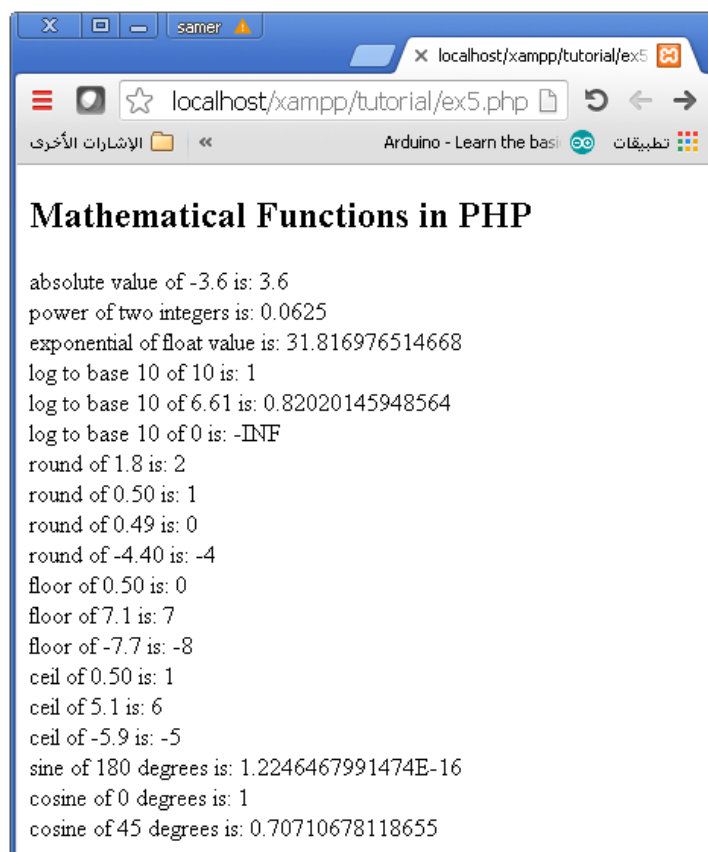 samer
localhost/xampp/tutorial/ex5
localhost/xampp/tutorial/ex5.php
تطبيقات
Arduino - Learn the basi
»
الإشارات الأخرى
Mathematical Functions in PHP
absolute value of -3.6 is: 3.6
power of two integers is: 0.0625
exponential of float value is: 31.816976514668
log to base 10 of 10 is: 1
log to base 10 of 6.61 is: 0.82020145948564
log to base 10 of 0 is: -INF
round of 1.8 is: 2
round of 0.50 is: 1
round of 0.49 is: 0
round of -4.40 is: -4
floor of 0.50 is: 0
floor of 7.1 is: 7
floor of -7.7 is: -8
ceil of 0.50 is: 1
ceil of 5.1 is: 6
ceil of -5.9 is: -5
sine of 180 degrees is: 1.2246467991474E-16
cosine of 0 degrees is: 1
cosine of 45 degrees is: 0.70710678118655